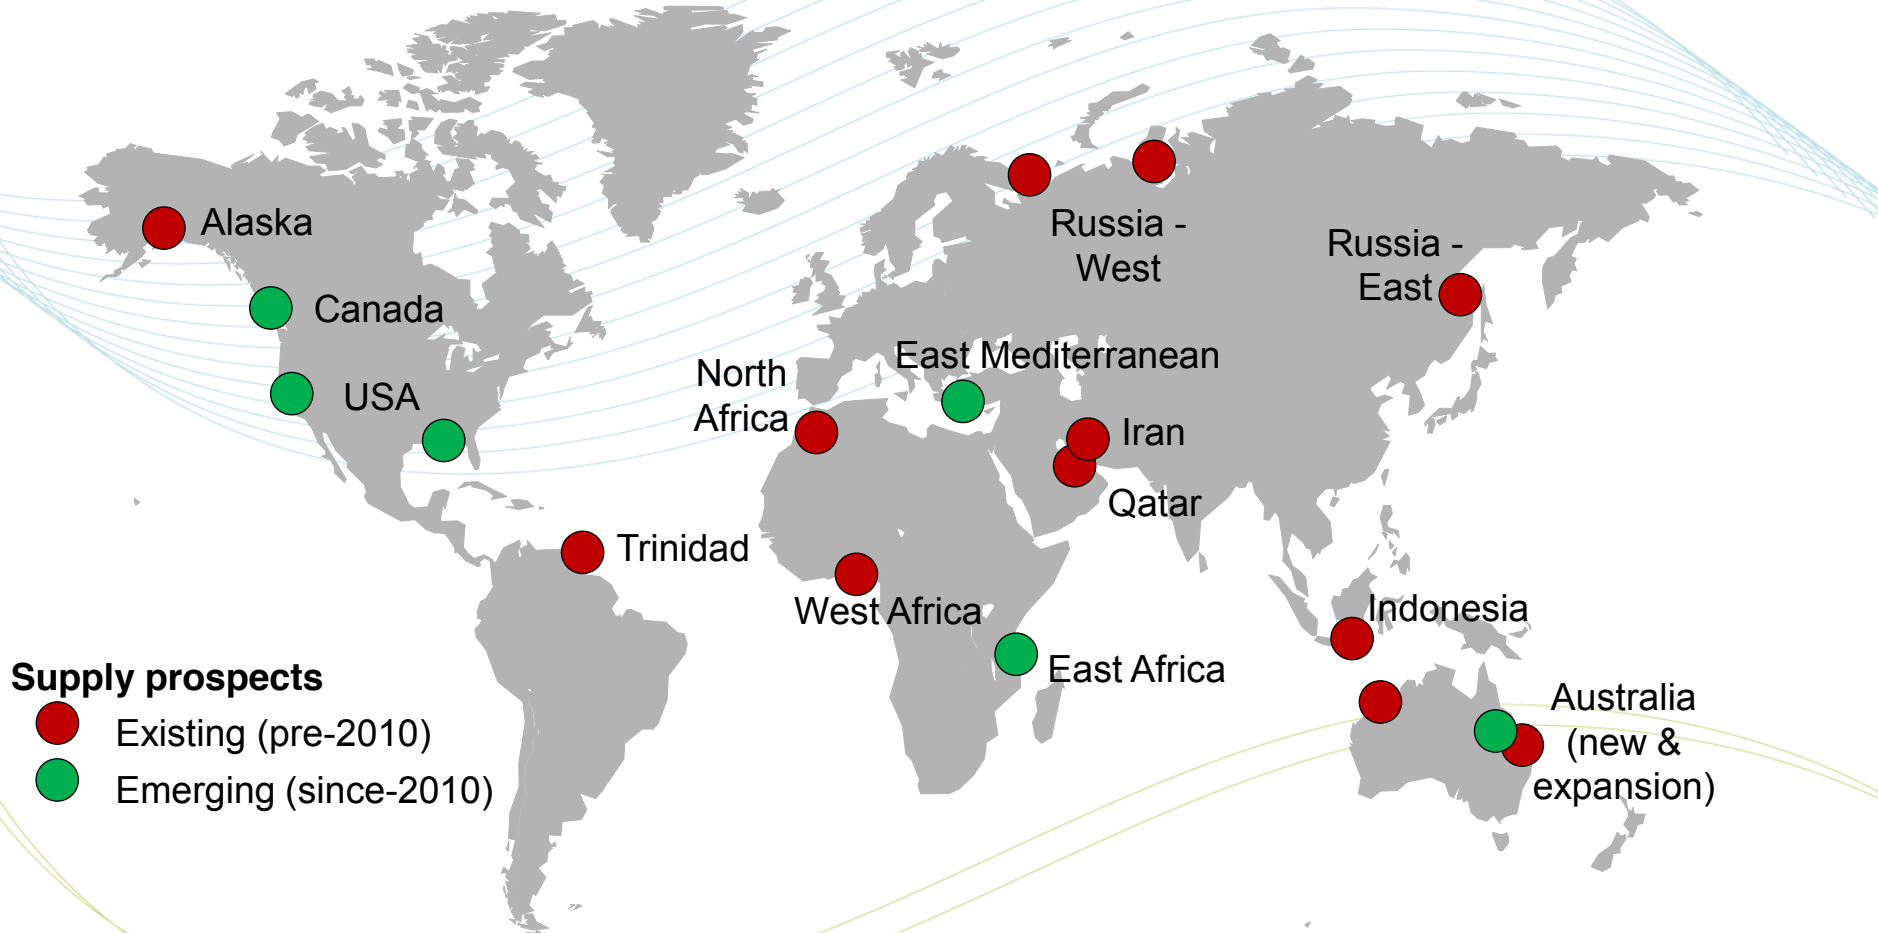 Alaska
Canada
USA
Trinidad
North
Africa
West Africa
East Africa
East Mediterranean
Iran
Qatar
Russia -
West
Russia -
East
Indonesia
Australia
(new &
expansion)
Supply prospects
Existing (pre-2010)
Emerging (since-2010)